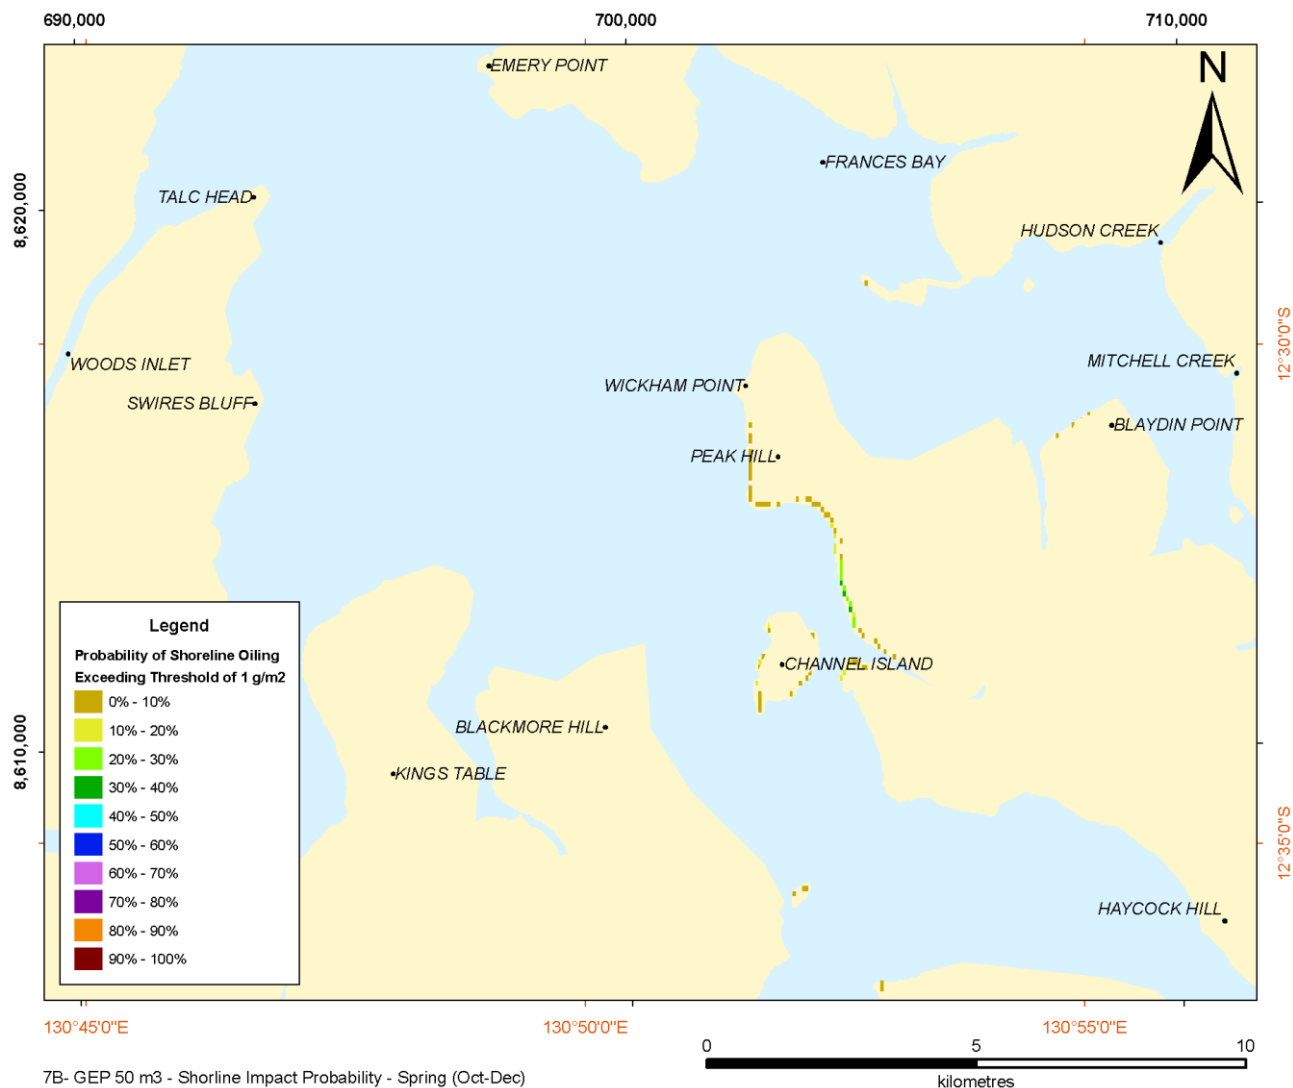 690,000
700,000
710,000
N
EMERY POINT
FRANCES BAY
TALC HEAD
8,620,000
HUDSON CREEK
12°30'0"S
WOODS INLET
MITCHELL CREEK
WICKHAM POINT
SWIRES BLUFF
BLAYDIN POINT
PEAK HILL
Legend
Probability of Shoreline Oiling
Exceeding Threshold of 1 g/m2
0% - 10%
10% - 20%
20% - 30%
30% - 40%
40% - 50%
50% - 60%
60% - 70%
70% - 80%
80% - 90%
90% - 100%
CHANNEL ISLAND
BLACKMORE HILL
KINGS TABLE
8,610,000
12°35'0"S
HAYCOCK HILL
130°45'0"E
130°50'0"E
130°55'0"E
0
5
10
kilometres
7B- GEP 50 m3 - Shorline Impact Probability - Spring (Oct-Dec)